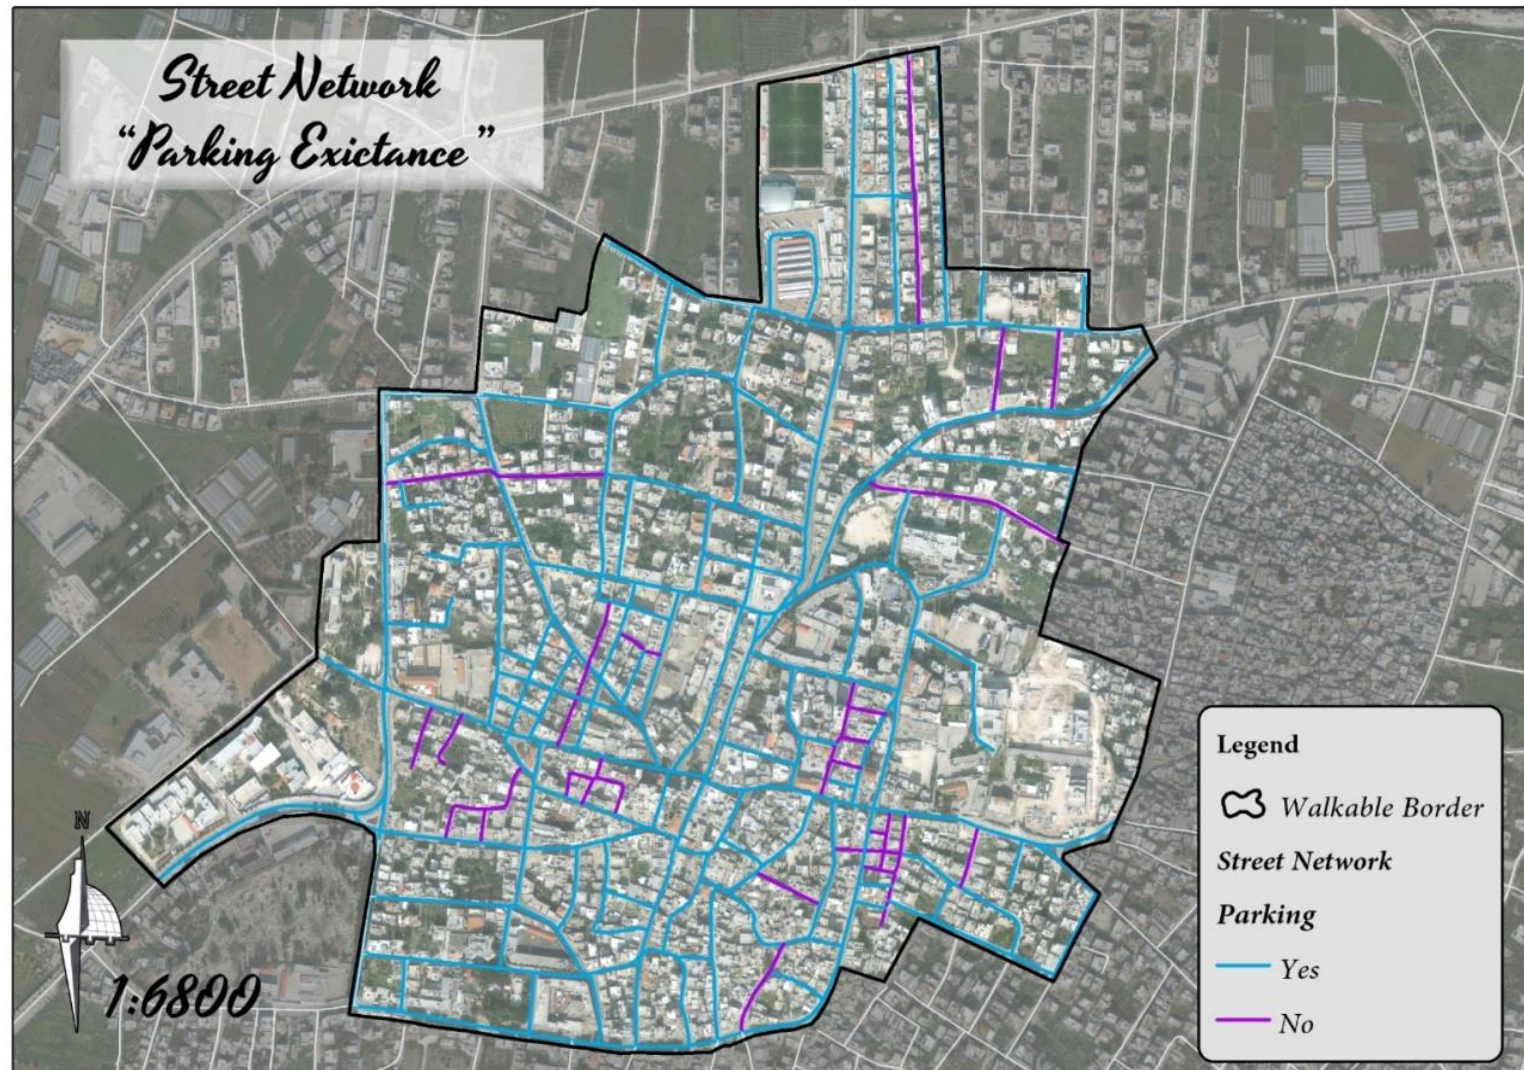 Street Network
“Parking Exictance”
N
1:6800
Legend
Walkable Border
Street Network
Parking
Yes
No